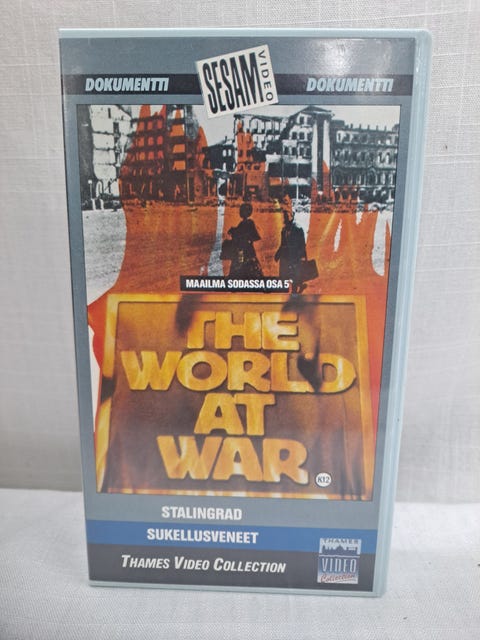 DOKUMENTTI
SESAM
VIDEO
DOKUMENTTI
MAAILMA SODASSA OSA 5
THE
WORLD
AT
WAR
K12
STALINGRAD
SUKELLUSVENEET
THAMES VIDEO COLLECTION
THAMES
VIDEO
Collection